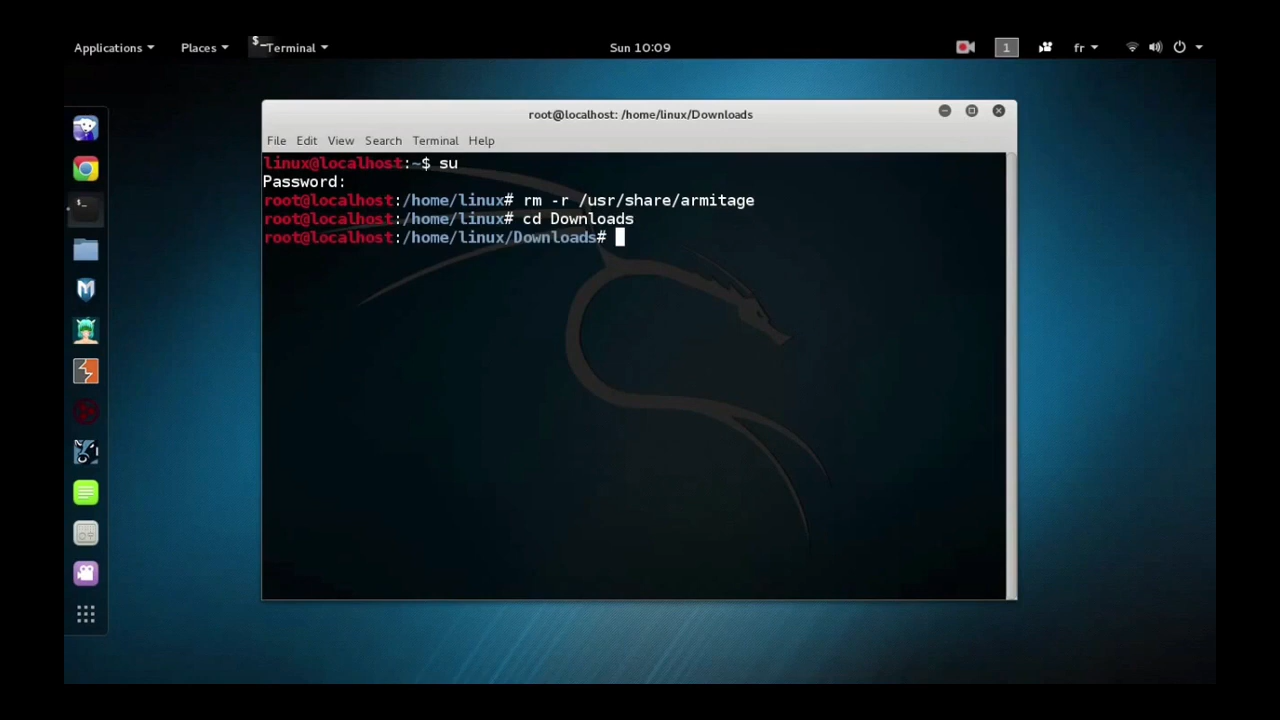 Applications Places $_ Terminal Sun 10:09 1 fr
root@localhost: /home/linux/Downloads
File Edit View Search Terminal Help
linux@localhost:~$ su
Password:
root@localhost:/home/linux# rm -r /usr/share/armitage
root@localhost:/home/linux# cd Downloads
root@localhost:/home/linux/Downloads#